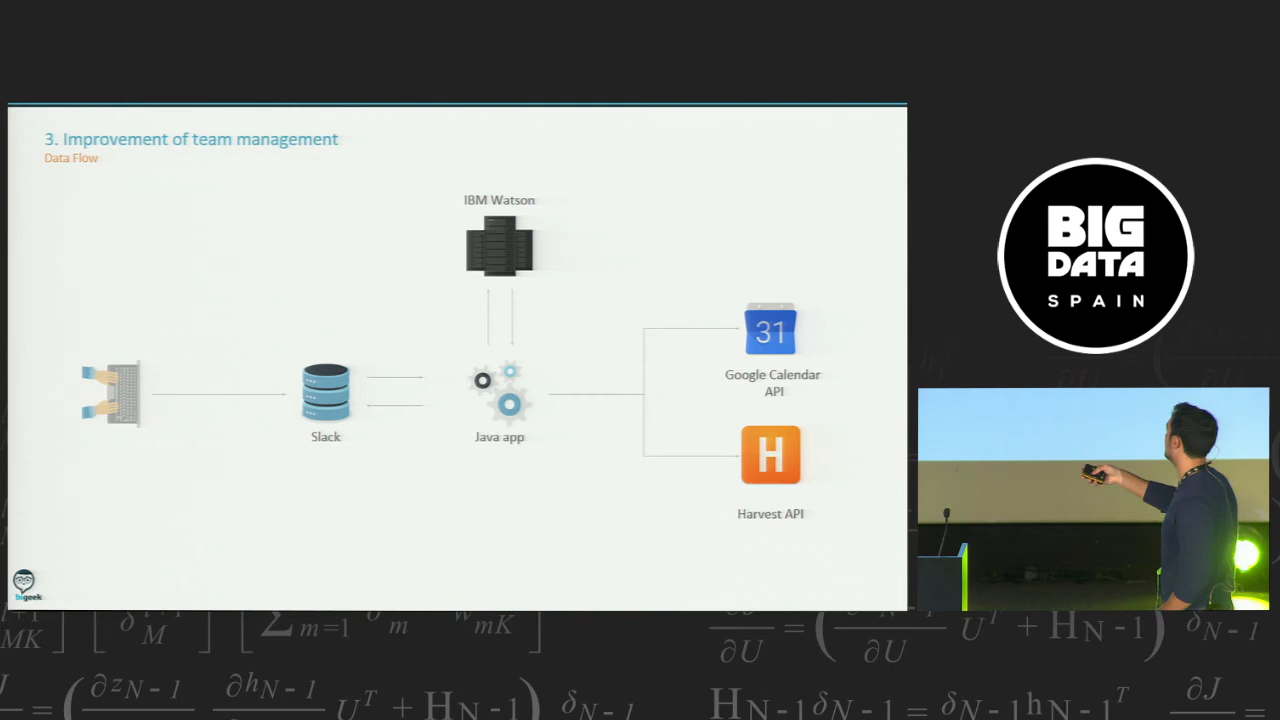 3. Improvement of team management
Data Flow
IBM Watson
31
Google Calendar
API
Slack
Java app
H
Harvest API
bigeek
BIG
DATA
SPAIN